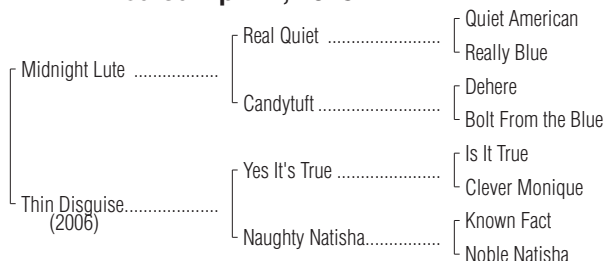 Quiet American
Real Quiet ........................
Really Blue
Midnight Lute ..................
Dehere
Candytuft ..........................
Bolt From the Blue
Is It True
Yes It's True .....................
Clever Monique
Thin Disguise....................
(2006)
Known Fact
Naughty Natisha................
Noble Natisha